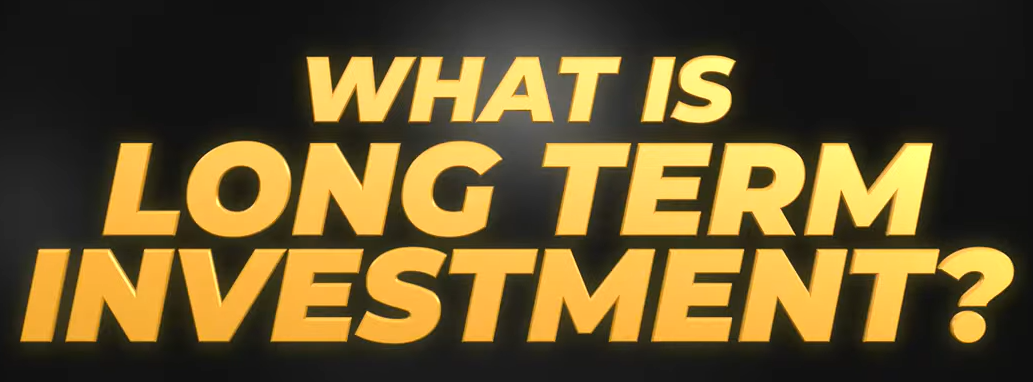 WHAT IS
LONG TERM
INVESTMENT?